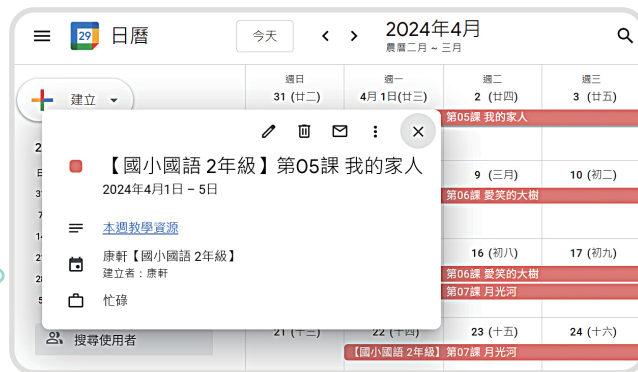 29 日曆 今天 2024年4月
農曆二月 ~ 三月
建立
週日 週一 週二 週三
31 (廿二) 4月 1日(廿三) 2 (廿四) 3 (廿五)
第05課 我的家人
【國小國語 2年級】第05課 我的家人
2024年4月1日 – 5日
本週教學資源
康軒【國小國語 2年級】
建立者：康軒
忙碌
9 (三月) 10 (初二)
第06課 愛笑的大樹
16 (初八) 17 (初九)
第06課 愛笑的大樹
第07課 月光河
搜尋使用者
21 (十三) 22 (十四) 23 (十五) 24 (十六)
【國小國語 2年級】第07課 月光河